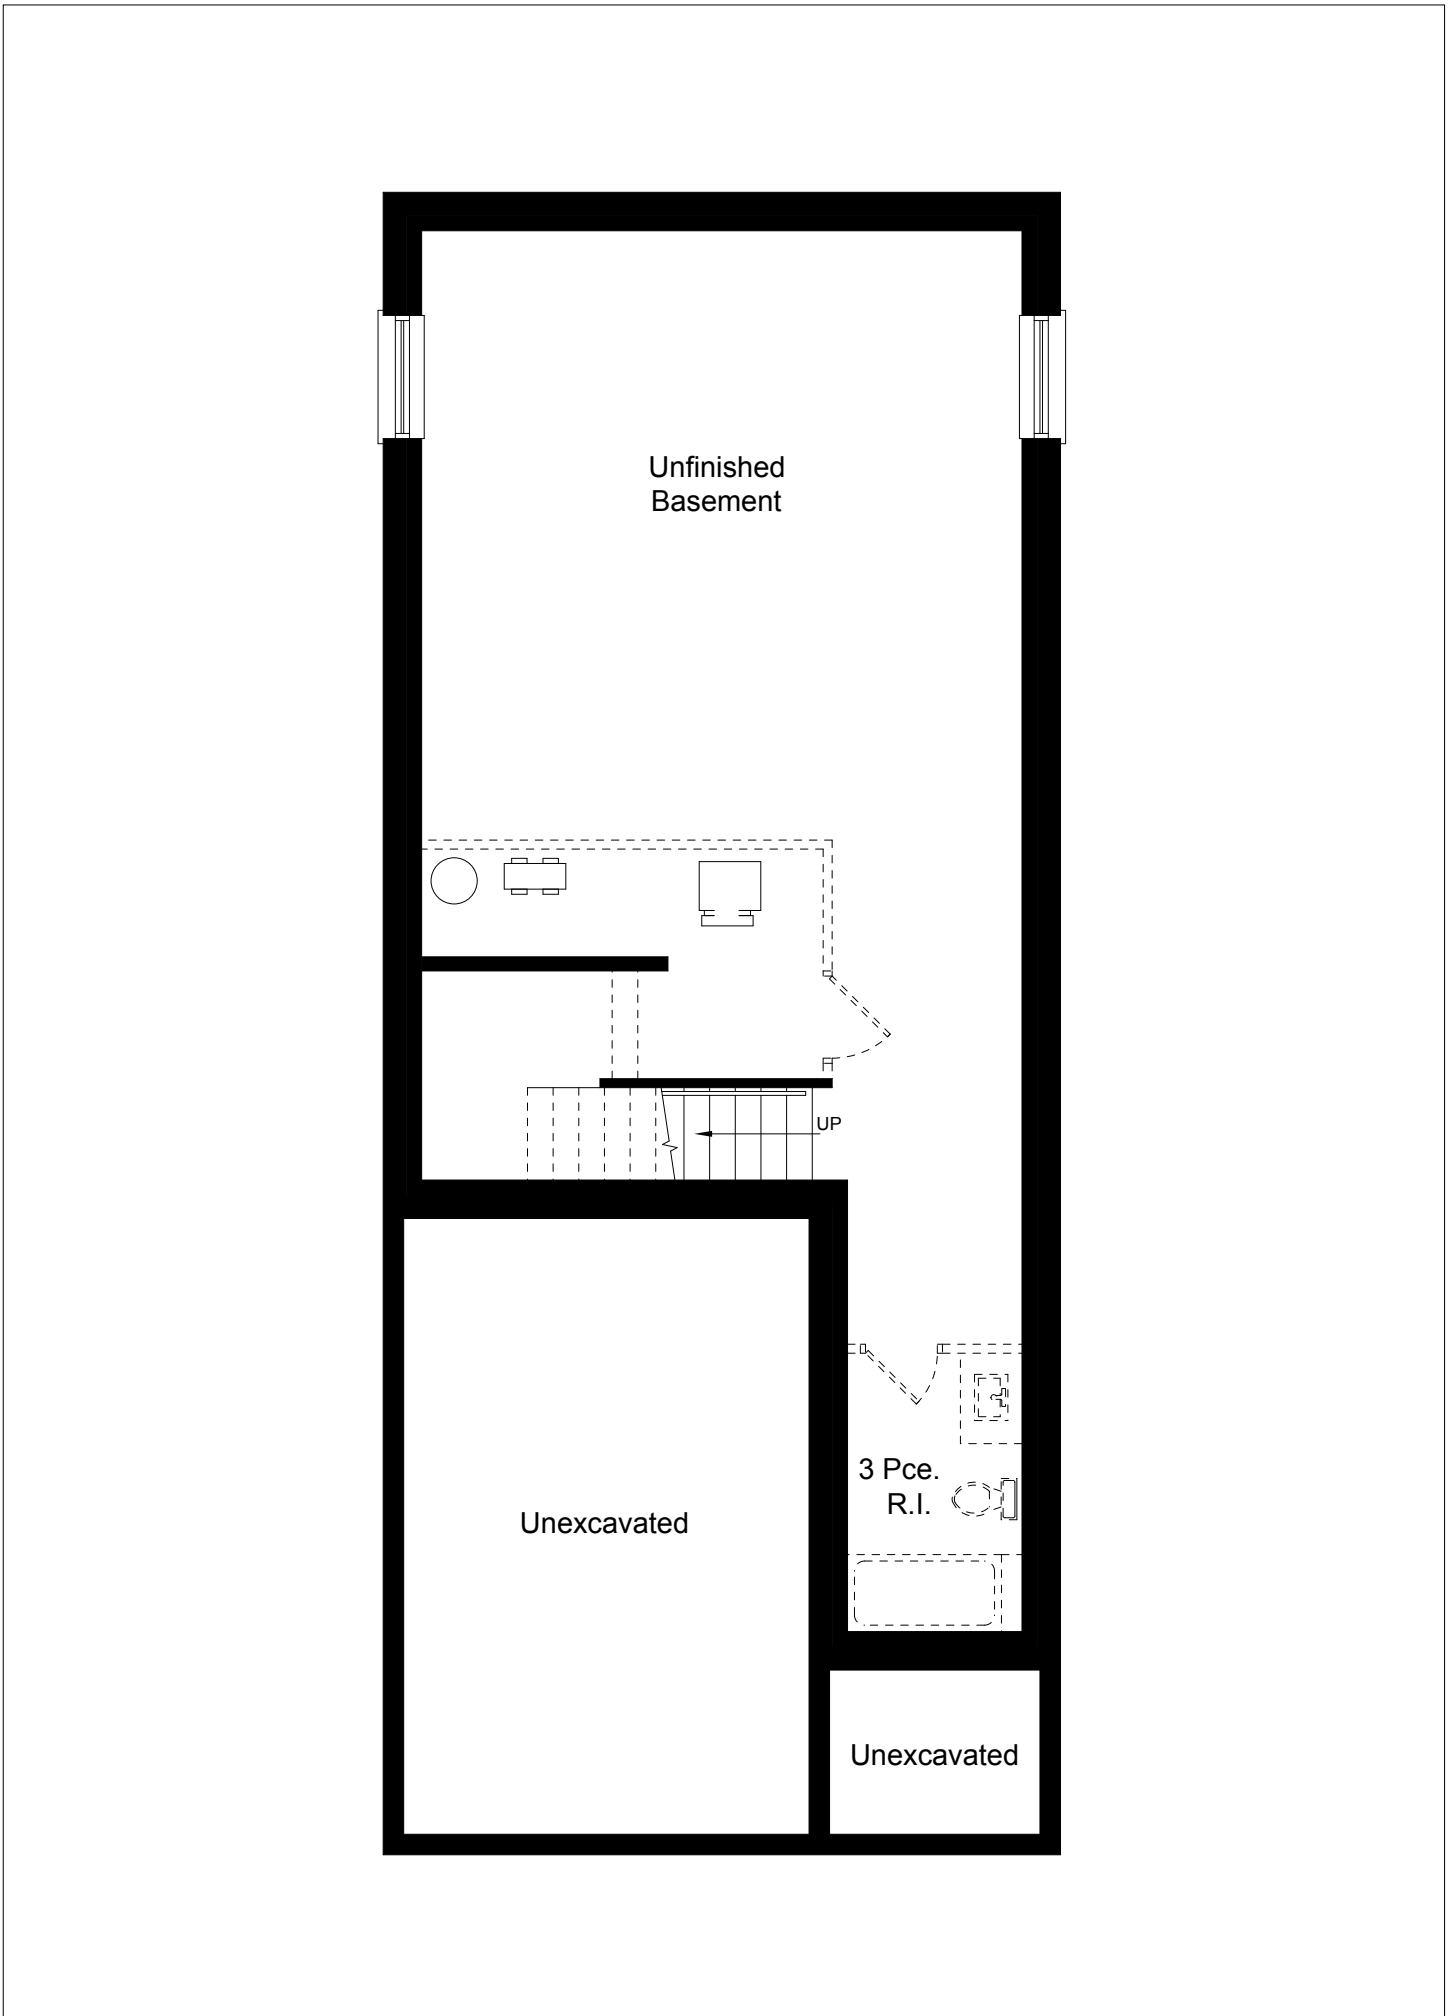 Unfinished
Basement
UP
3 Pce.
R.I.
Unexcavated
Unexcavated